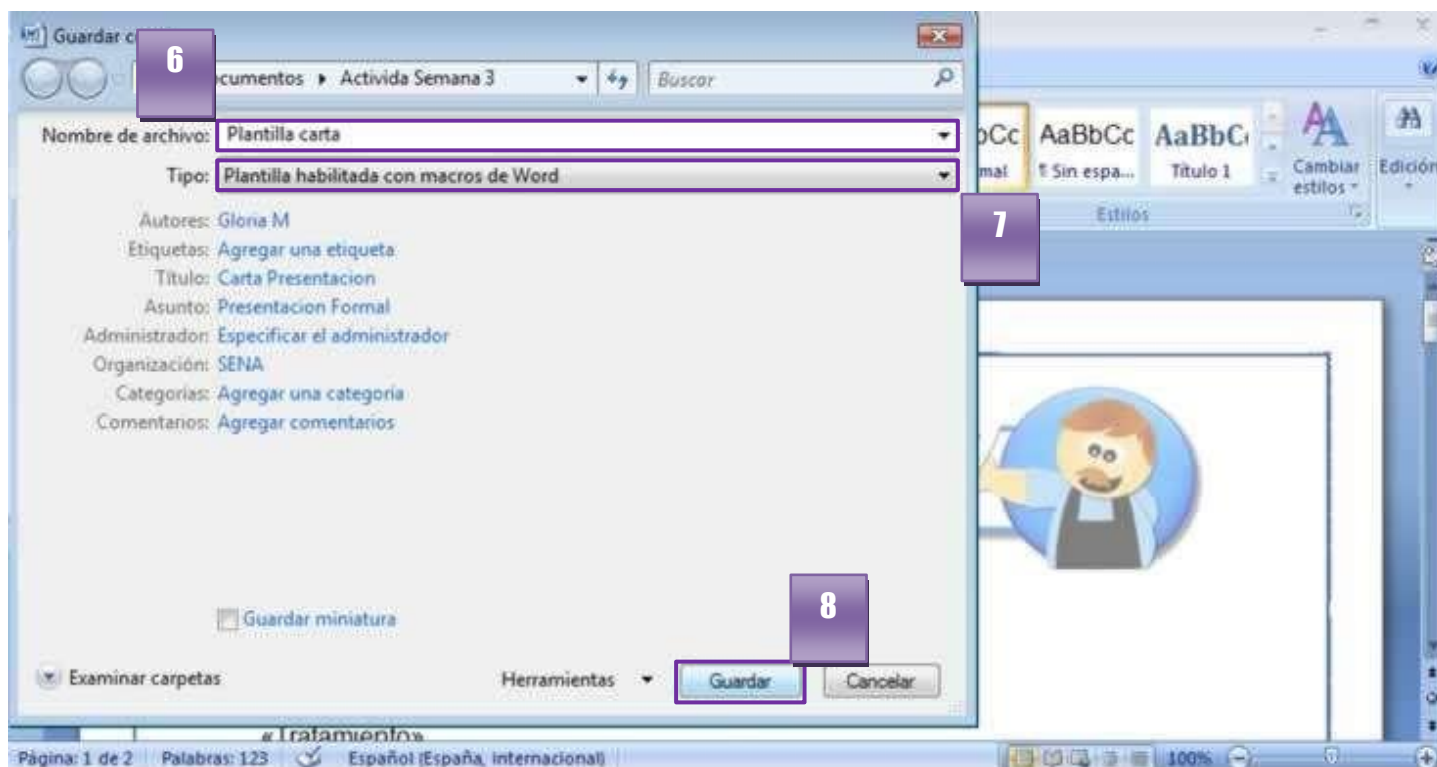 Guardar c
6
ocumentos ▸ Activida Semana 3
Buscar
Nombre de archivo: Plantilla carta
Tipo: Plantilla habilitada con macros de Word
7
Autores: Gloria M
Etiquetas: Agregar una etiqueta
Título: Carta Presentacion
Asunto: Presentacion Formal
Administrador: Especificar el administrador
Organización: SENA
Categorías: Agregar una categoría
Comentarios: Agregar comentarios
Guardar miniatura
8
Examinar carpetas
Herramientas
Guardar
Cancelar
bCc AaBbCc AaBbC
mal ¶ Sin espa... Título 1
Cambiar estilos
Edición
Estilos
«Tratamiento»
Página: 1 de 2 Palabras: 123 Español (España, internacional) 100%